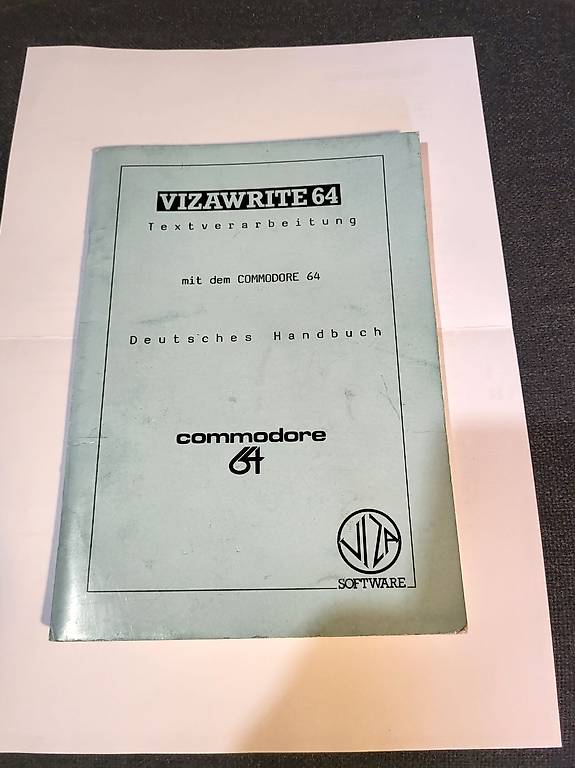 VIZAWRITE 64
Textverarbeitung
mit dem COMMODORE 64
Deutsches Handbuch
commodore
64
VIZA
SOFTWARE